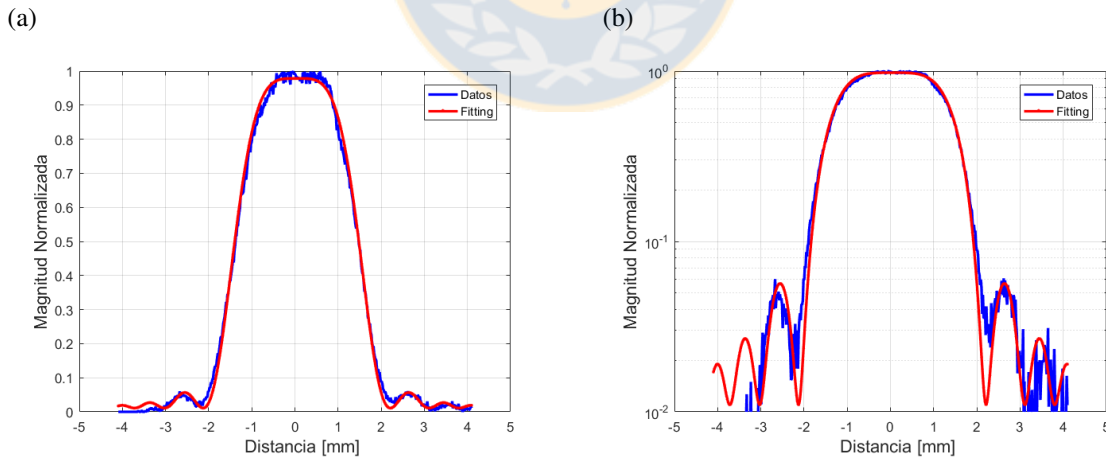 (a)
(b)
1
0.9
0.8
0.7
0.6
0.5
0.4
0.3
0.2
0.1
0
Magnitud Normalizada
-5 -4 -3 -2 -1 0 1 2 3 4 5
Distancia [mm]
Datos
Fitting
10^0
10^-1
10^-2
Magnitud Normalizada
-5 -4 -3 -2 -1 0 1 2 3 4 5
Distancia [mm]
Datos
Fitting